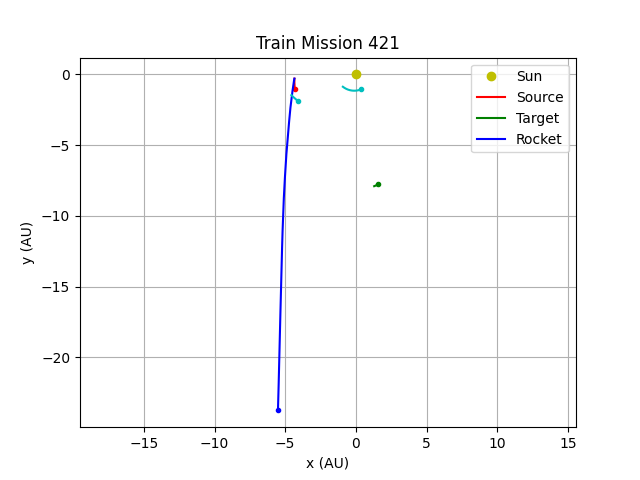 Train Mission 421
Sun
Source
Target
Rocket
0
−5
−10
−15
−20
y (AU)
−15
−10
−5
0
5
10
15
x (AU)